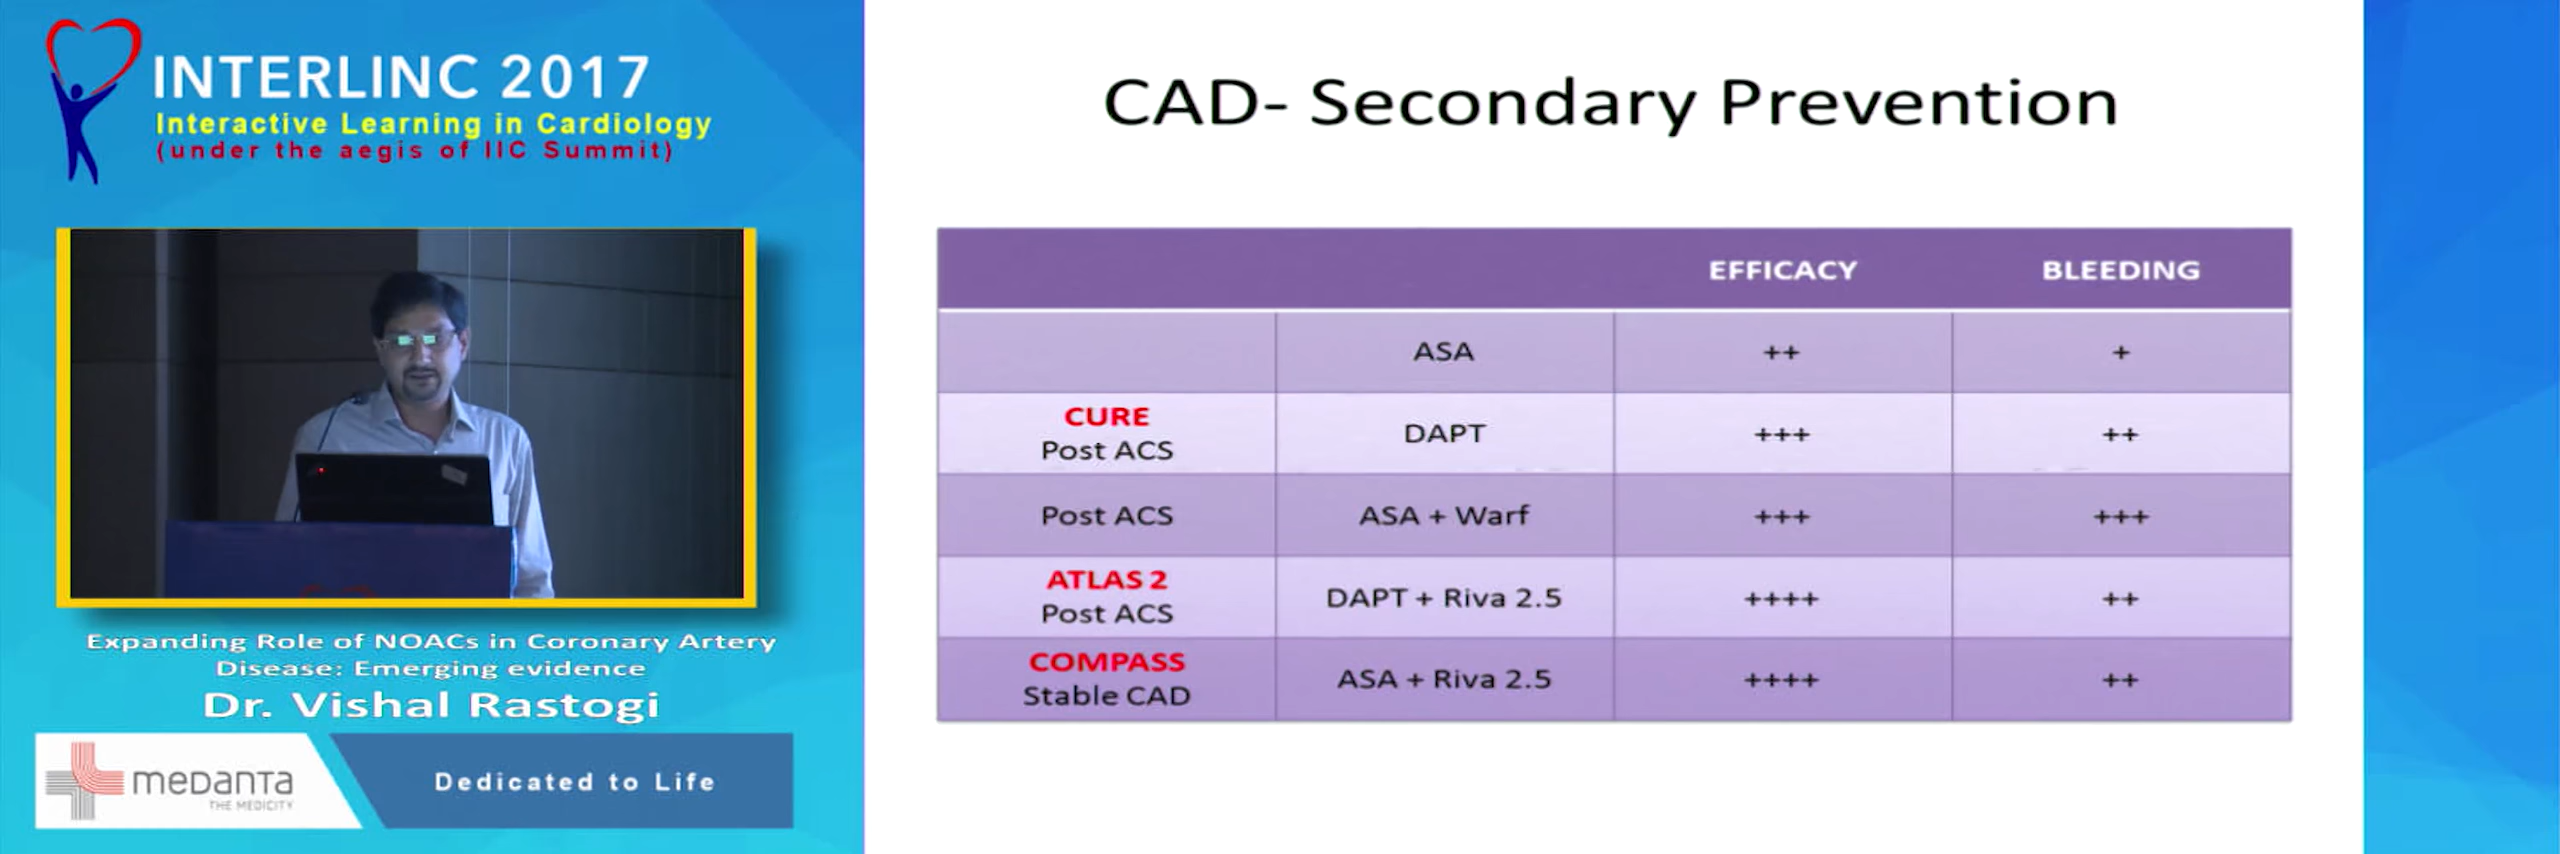 INTERLINC 2017
Interactive Learning in Cardiology
(under the aegis of IIC Summit)
Expanding Role of NOACs in Coronary Artery
Disease: Emerging evidence
Dr. Vishal Rastogi
medanta
THE MEDICITY
Dedicated to Life
CAD- Secondary Prevention
EFFICACY BLEEDING
ASA ++ +
CURE
Post ACS DAPT +++ ++
Post ACS ASA + Warf +++ +++
ATLAS 2
Post ACS DAPT + Riva 2.5 ++++ ++
COMPASS
Stable CAD ASA + Riva 2.5 ++++ ++